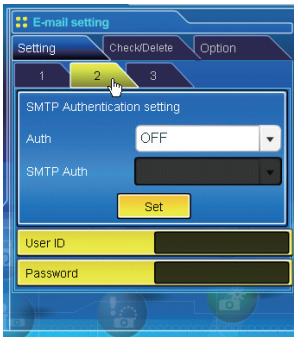 E-mail setting
Setting Check/Delete Option
1 2 3
SMTP Authentication setting
Auth OFF
SMTP Auth
Set
User ID
Password